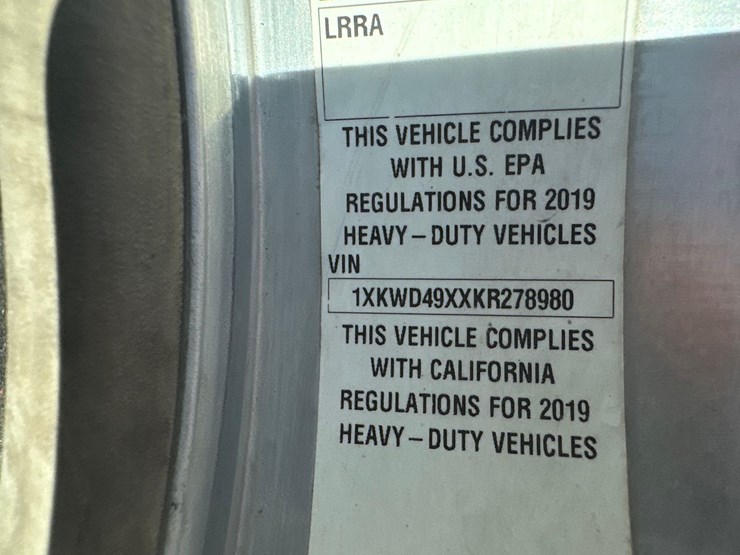 LRRA
THIS VEHICLE COMPLIES
WITH U.S. EPA
REGULATIONS FOR 2019
HEAVY – DUTY VEHICLES
VIN
1XKWD49XXKR278980
THIS VEHICLE COMPLIES
WITH CALIFORNIA
REGULATIONS FOR 2019
HEAVY – DUTY VEHICLES